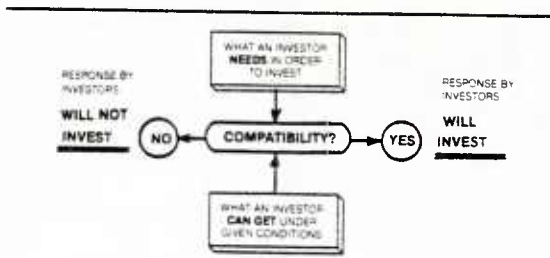 WHAT AN INVESTOR
NEEDS IN ORDER
TO INVEST
RESPONSE BY
INVESTORS
WILL NOT
INVEST
NO
COMPATIBILITY?
YES
RESPONSE BY
INVESTORS
WILL
INVEST
WHAT AN INVESTOR
CAN GET UNDER
GIVEN CONDITIONS